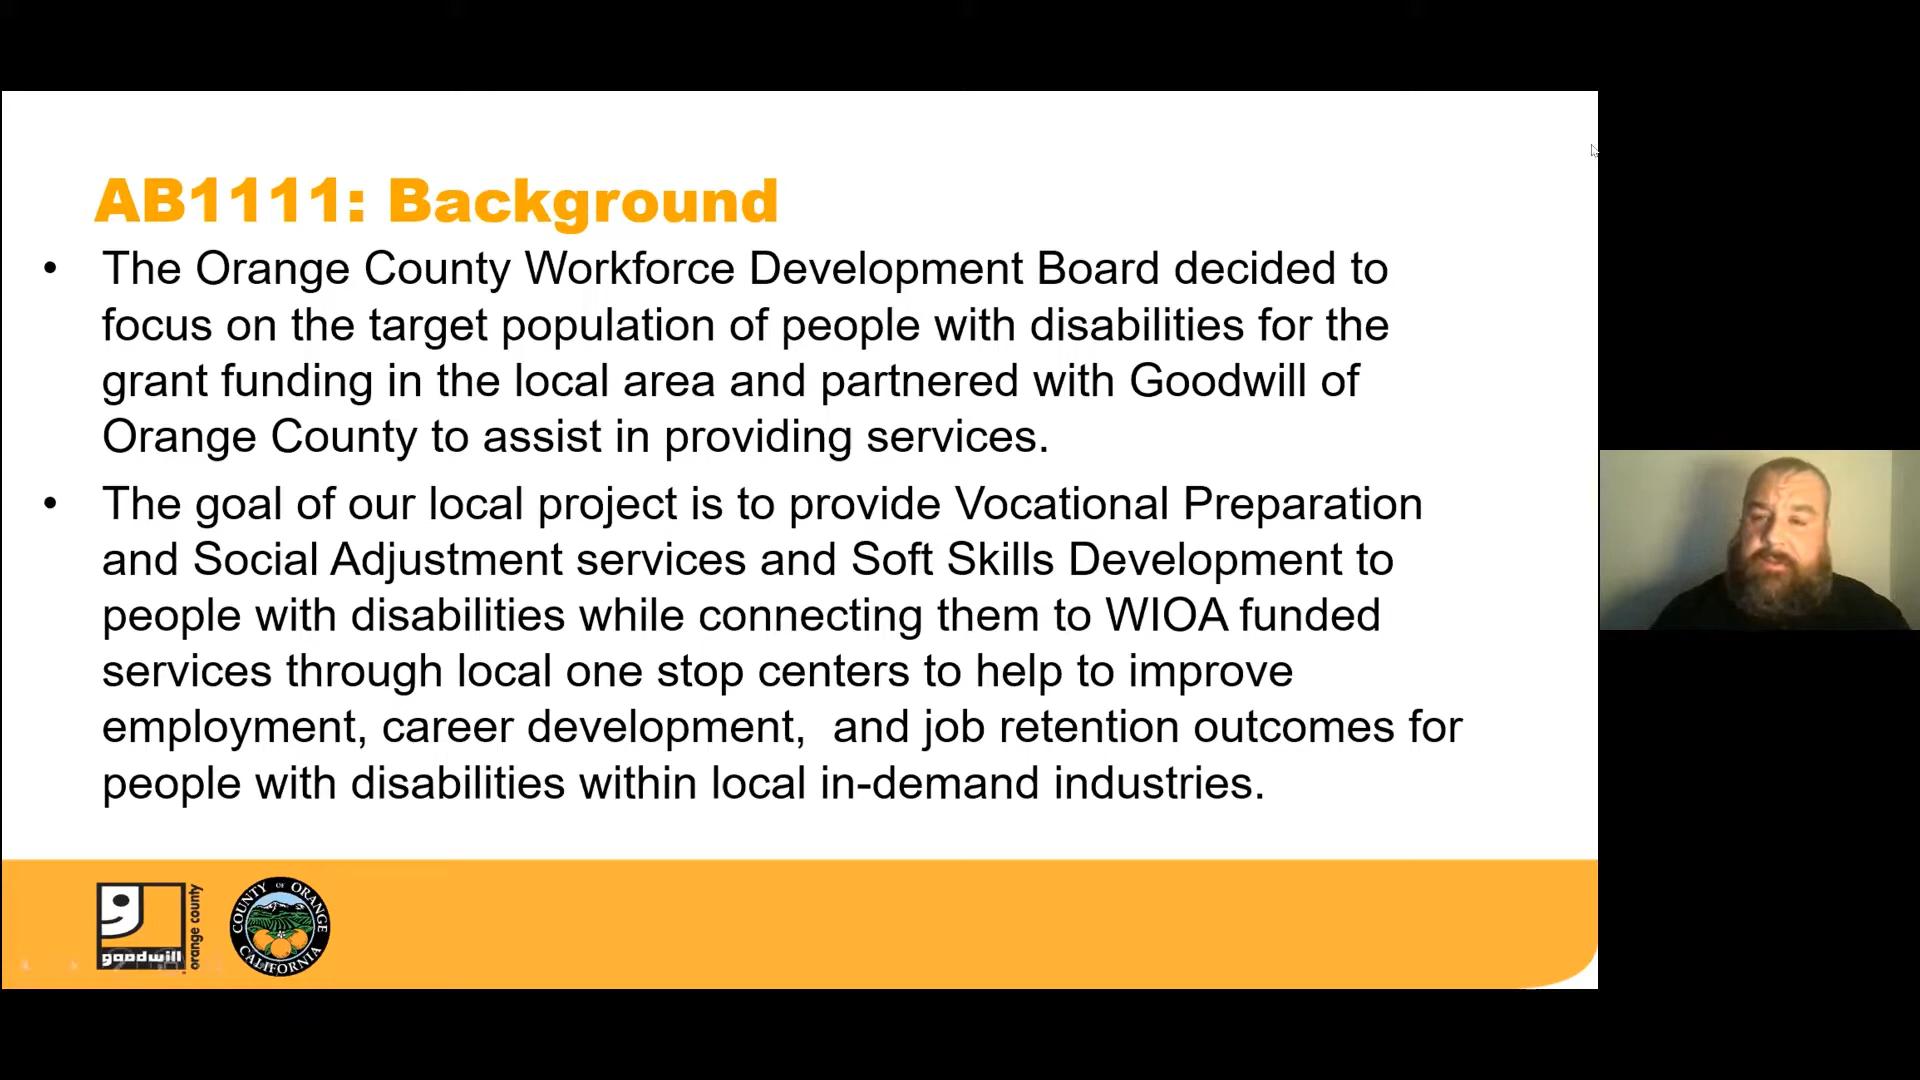 AB1111: Background
• The Orange County Workforce Development Board decided to
focus on the target population of people with disabilities for the
grant funding in the local area and partnered with Goodwill of
Orange County to assist in providing services.
• The goal of our local project is to provide Vocational Preparation
and Social Adjustment services and Soft Skills Development to
people with disabilities while connecting them to WIOA funded
services through local one stop centers to help to improve
employment, career development,  and job retention outcomes for
people with disabilities within local in-demand industries.
goodwill
orange county
COUNTY OF ORANGE
CALIFORNIA